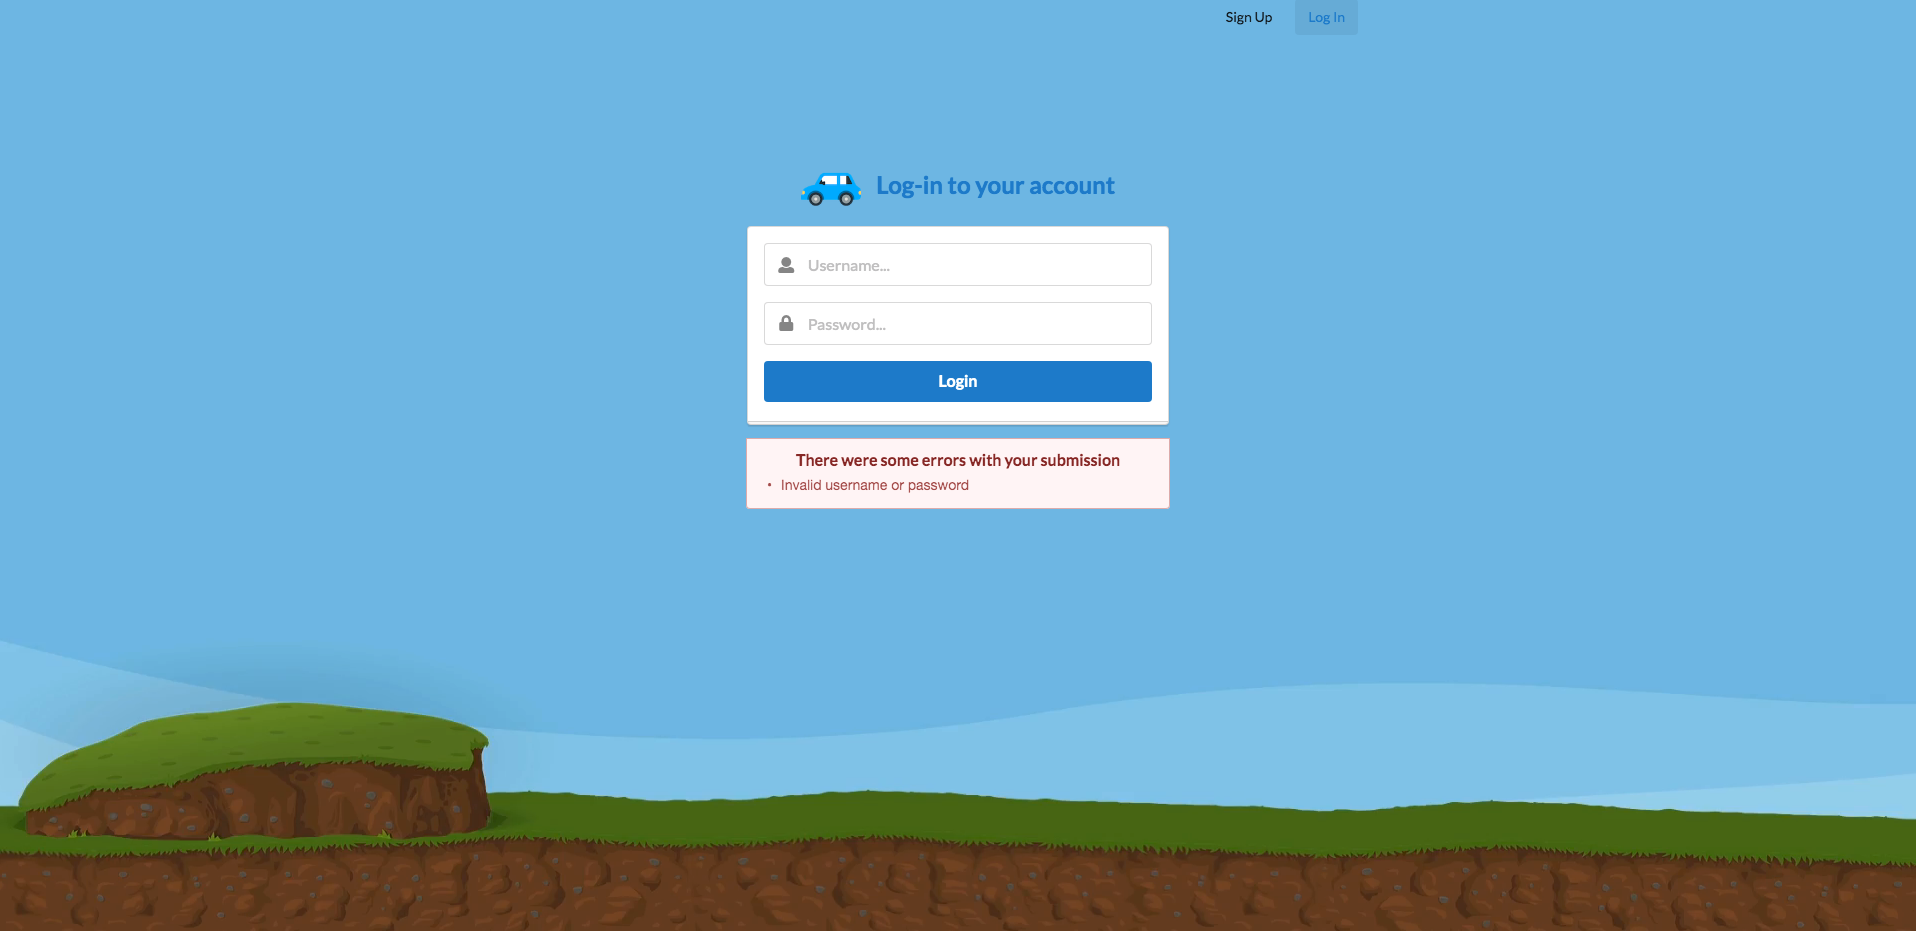 Sign Up
Log In
Log-in to your account
Username...
Password...
Login
There were some errors with your submission
• Invalid username or password